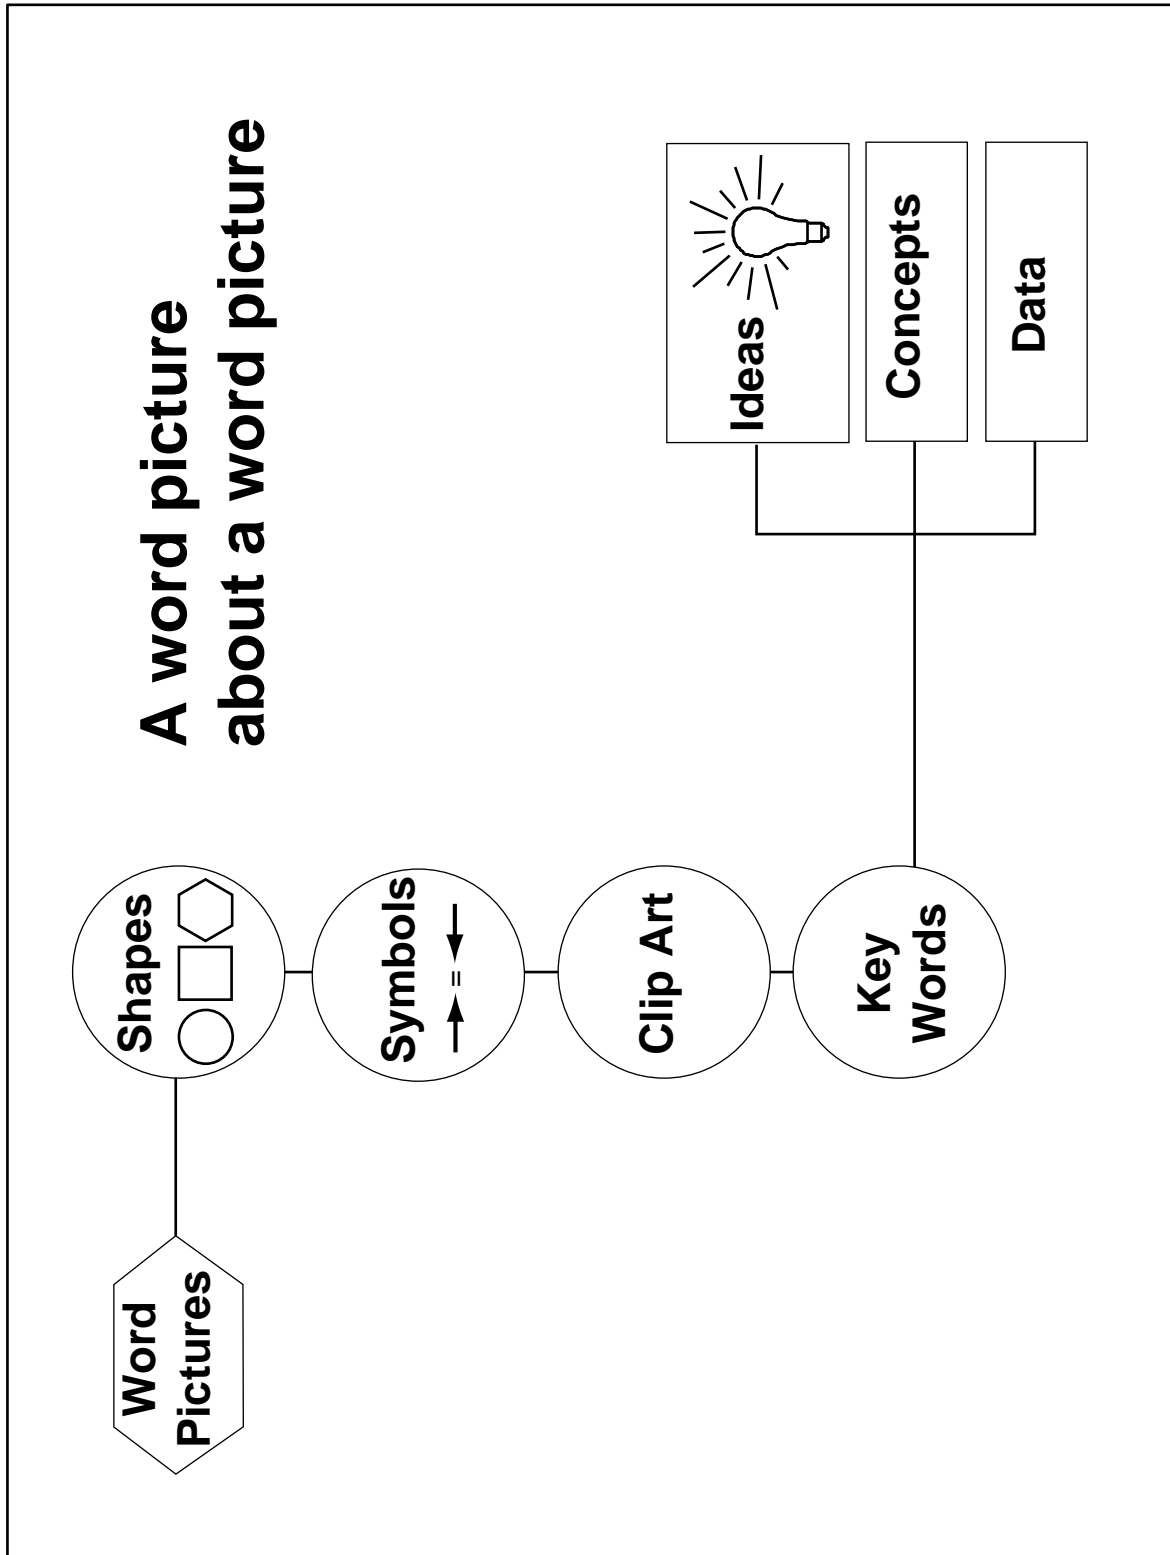 A word picture
about a word picture
Word
Pictures
Shapes
Symbols
=
Clip Art
Key
Words
Ideas
Concepts
Data